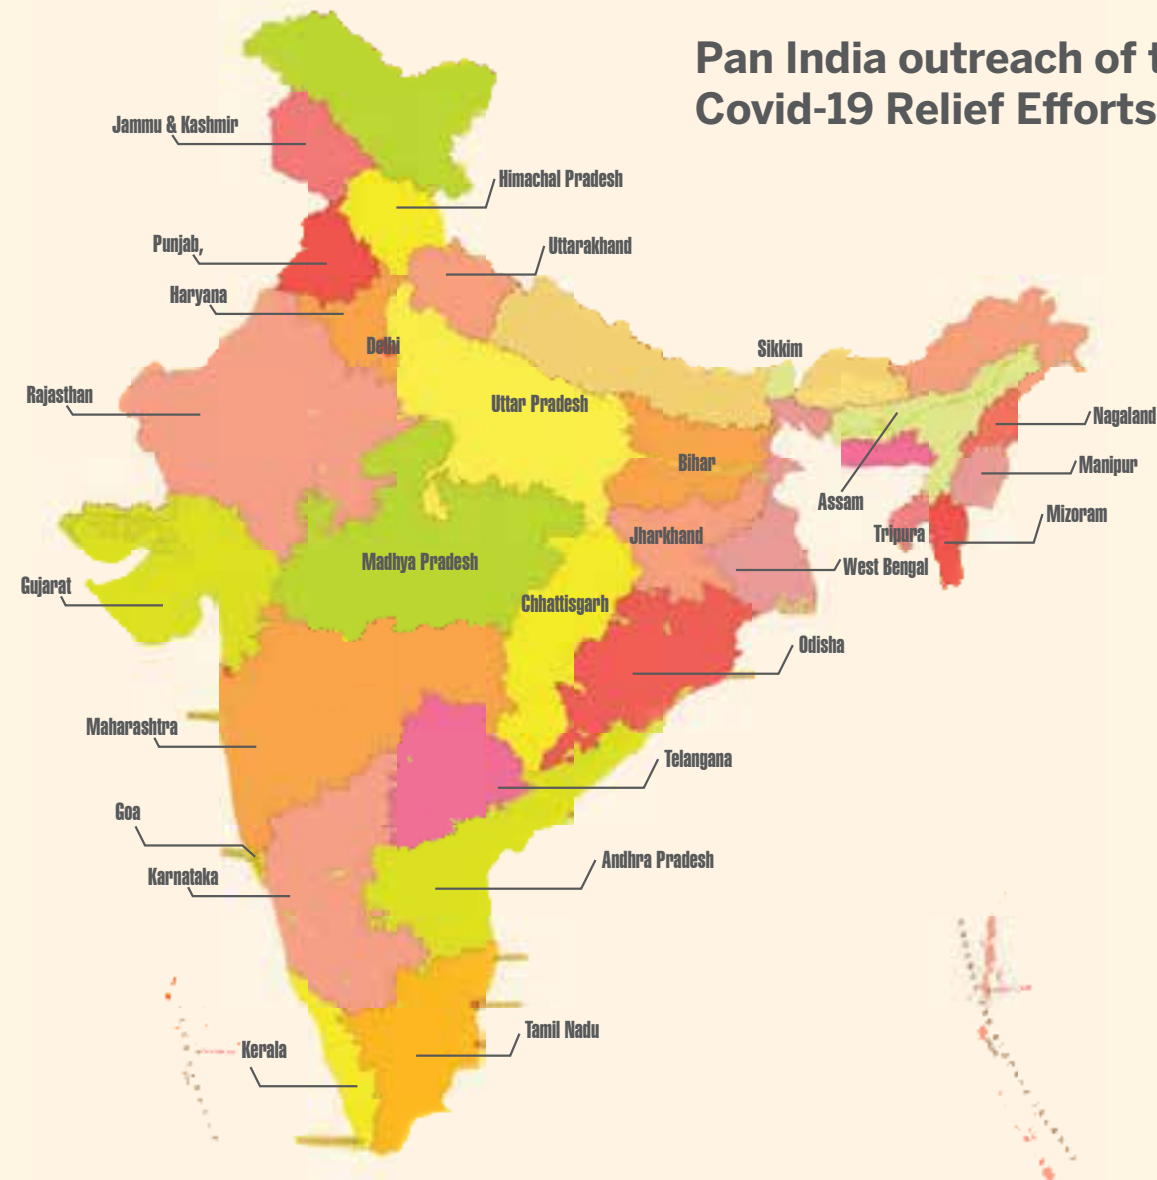 Pan India outreach of t
Covid-19 Relief Efforts
Jammu & Kashmir
Himachal Pradesh
Punjab,
Uttarakhand
Haryana
Delhi
Sikkim
Rajasthan
Uttar Pradesh
Nagaland
Bihar
Manipur
Assam
Mizoram
Tripura
Jharkhand
Madhya Pradesh
West Bengal
Gujarat
Chhattisgarh
Odisha
Maharashtra
Telangana
Goa
Andhra Pradesh
Karnataka
Tamil Nadu
Kerala